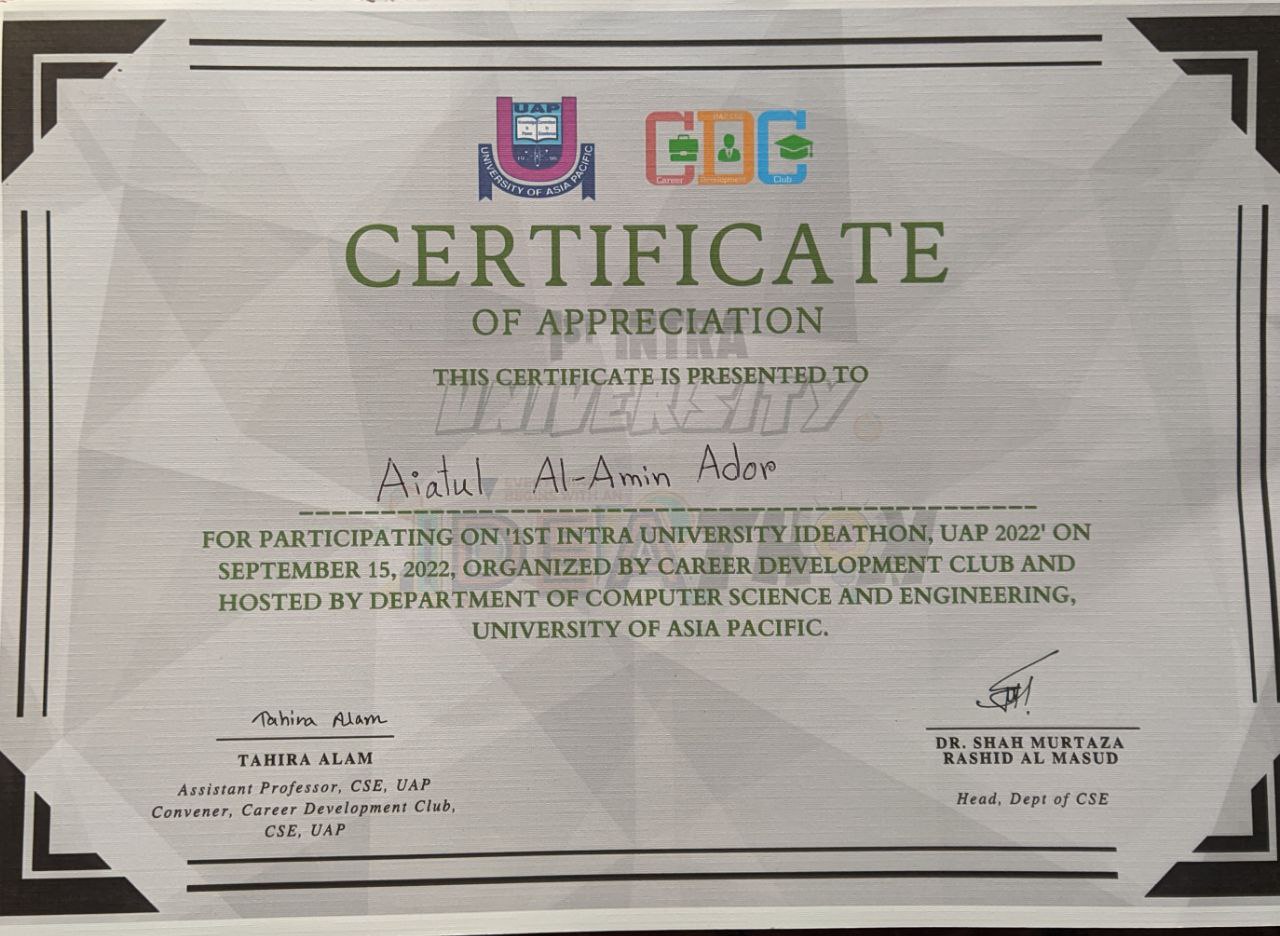 UAP
UNIVERSITY OF ASIA PACIFIC
CDC
Career Development Club
CERTIFICATE
OF APPRECIATION
1ST INTRA
THIS CERTIFICATE IS PRESENTED TO
UNIVERSITY
Aiatul Al-Amin Ador
IDEATHON
FOR PARTICIPATING ON '1ST INTRA UNIVERSITY IDEATHON, UAP 2022' ON
SEPTEMBER 15, 2022, ORGANIZED BY CAREER DEVELOPMENT CLUB AND
HOSTED BY DEPARTMENT OF COMPUTER SCIENCE AND ENGINEERING,
UNIVERSITY OF ASIA PACIFIC.
Tahira Alam
TAHIRA ALAM
Assistant Professor, CSE, UAP
Convener, Career Development Club,
CSE, UAP
DR. SHAH MURTAZA
RASHID AL MASUD
Head, Dept of CSE